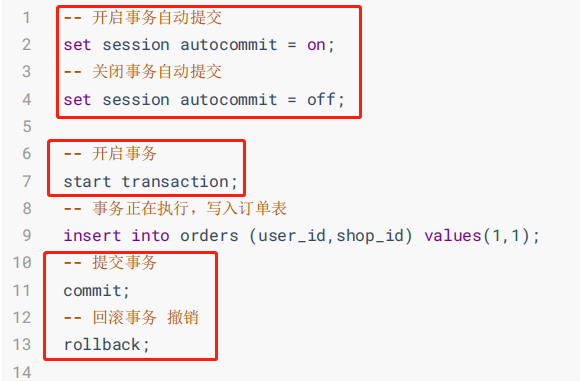 1 -- 开启事务自动提交
2 set session autocommit = on;
3 -- 关闭事务自动提交
4 set session autocommit = off;
5
6 -- 开启事务
7 start transaction;
8 -- 事务正在执行，写入订单表
9 insert into orders (user_id,shop_id) values(1,1);
10 -- 提交事务
11 commit;
12 -- 回滚事务 撤销
13 rollback;
14